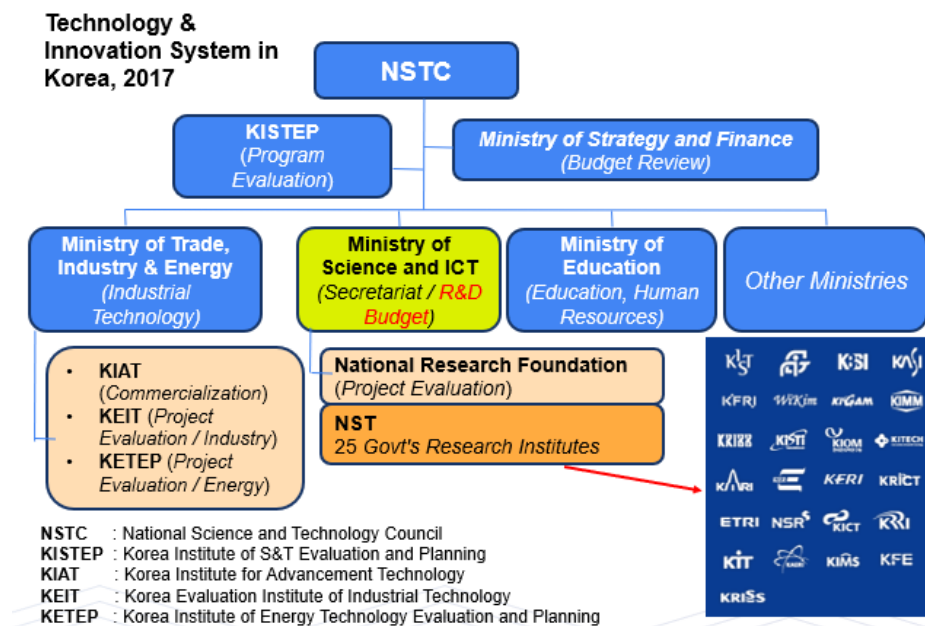 Technology &
Innovation System in
Korea, 2017
NSTC
KISTEP
(Program
Evaluation)
Ministry of Strategy and Finance
(Budget Review)
Ministry of Trade,
Industry & Energy
(Industrial
Technology)
Ministry of
Science and ICT
(Secretariat / R&D
Budget)
Ministry of
Education
(Education, Human
Resources)
Other Ministries
• KIAT
(Commercialization)
• KEIT (Project
Evaluation / Industry)
• KETEP (Project
Evaluation / Energy)
National Research Foundation
(Project Evaluation)
NST
25 Govt's Research Institutes
KIST KBSI KASI
KFRI WiKim KIGAM KIMM
KRIBB KISTI KIOM KITECH
KARI KERI KRICT
ETRI NSR KICT KRRI
KIT KAERI KIMS KFE
KRISS
NSTC : National Science and Technology Council
KISTEP : Korea Institute of S&T Evaluation and Planning
KIAT : Korea Institute for Advancement Technology
KEIT : Korea Evaluation Institute of Industrial Technology
KETEP : Korea Institute of Energy Technology Evaluation and Planning